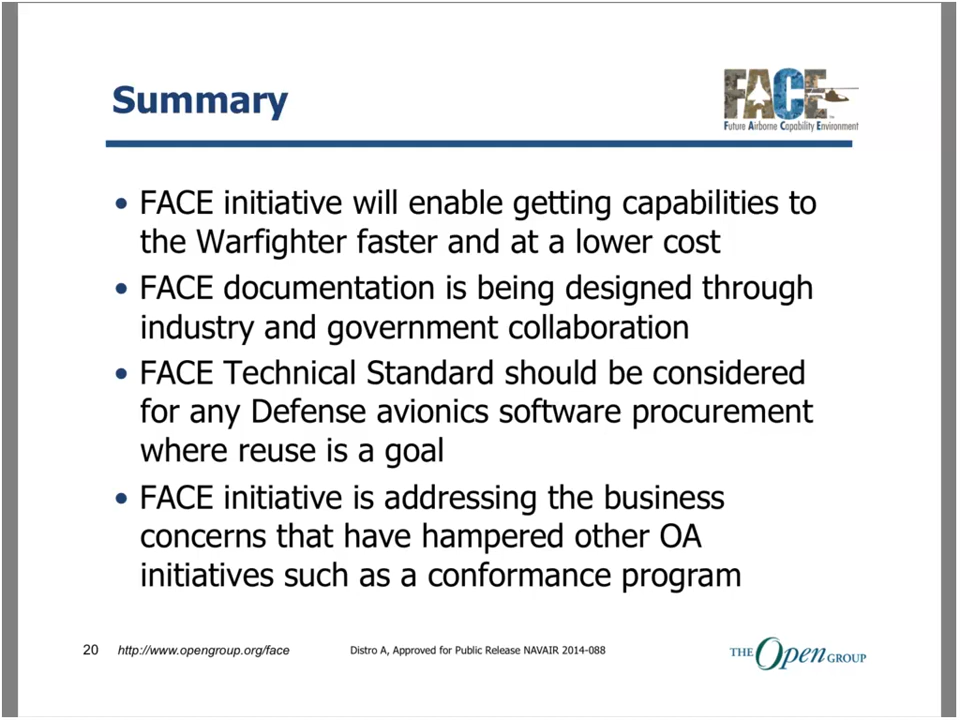 Summary
FACE
Future Airborne Capability Environment
• FACE initiative will enable getting capabilities to
the Warfighter faster and at a lower cost
• FACE documentation is being designed through
industry and government collaboration
• FACE Technical Standard should be considered
for any Defense avionics software procurement
where reuse is a goal
• FACE initiative is addressing the business
concerns that have hampered other OA
initiatives such as a conformance program
20 http://www.opengroup.org/face Distro A, Approved for Public Release NAVAIR 2014-088
THE Open GROUP